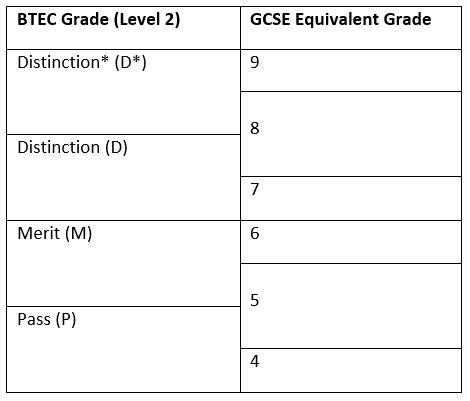 BTEC Grade (Level 2) GCSE Equivalent Grade
Distinction* (D*) 9
8
Distinction (D)
7
Merit (M) 6
5
Pass (P)
4